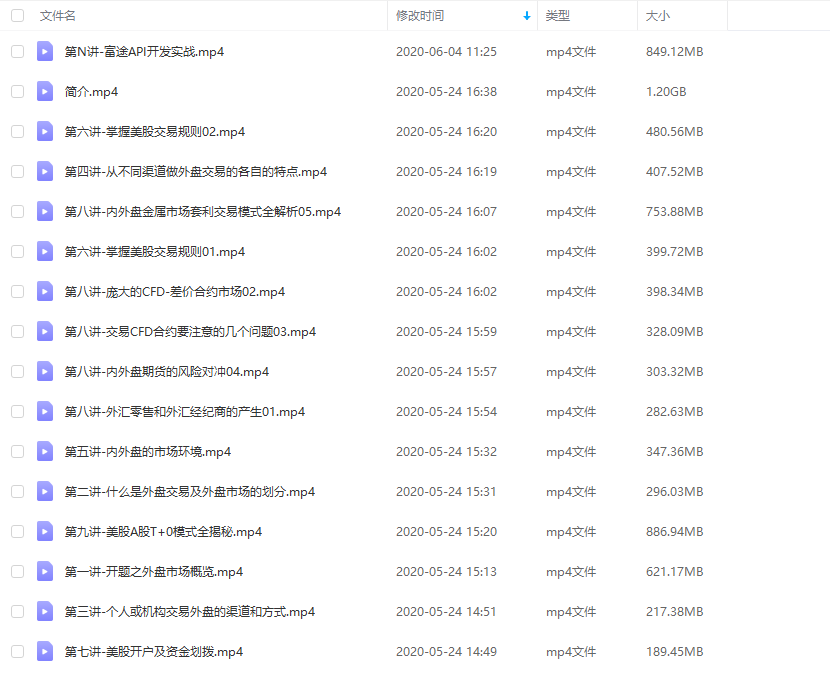 文件名 修改时间 类型 大小
第N讲-富途API开发实战.mp4 2020-06-04 11:25 mp4文件 849.12MB
简介.mp4 2020-05-24 16:38 mp4文件 1.20GB
第六讲-掌握美股交易规则02.mp4 2020-05-24 16:20 mp4文件 480.56MB
第四讲-从不同渠道做外盘交易的各自的特点.mp4 2020-05-24 16:19 mp4文件 407.52MB
第八讲-内外盘金属市场套利交易模式全解析05.mp4 2020-05-24 16:07 mp4文件 753.88MB
第六讲-掌握美股交易规则01.mp4 2020-05-24 16:02 mp4文件 399.72MB
第八讲-庞大的CFD-差价合约市场02.mp4 2020-05-24 16:02 mp4文件 398.34MB
第八讲-交易CFD合约要注意的几个问题03.mp4 2020-05-24 15:59 mp4文件 328.09MB
第八讲-内外盘期货的风险对冲04.mp4 2020-05-24 15:57 mp4文件 303.32MB
第八讲-外汇零售和外汇经纪商的产生01.mp4 2020-05-24 15:54 mp4文件 282.63MB
第五讲-内外盘的市场环境.mp4 2020-05-24 15:32 mp4文件 347.36MB
第二讲-什么是外盘交易及外盘市场的划分.mp4 2020-05-24 15:31 mp4文件 296.03MB
第九讲-美股A股T+0模式全揭秘.mp4 2020-05-24 15:20 mp4文件 886.94MB
第一讲-开题之外盘市场概览.mp4 2020-05-24 15:13 mp4文件 621.17MB
第三讲-个人或机构交易外盘的渠道和方式.mp4 2020-05-24 14:51 mp4文件 217.38MB
第七讲-美股开户及资金划拨.mp4 2020-05-24 14:49 mp4文件 189.45MB